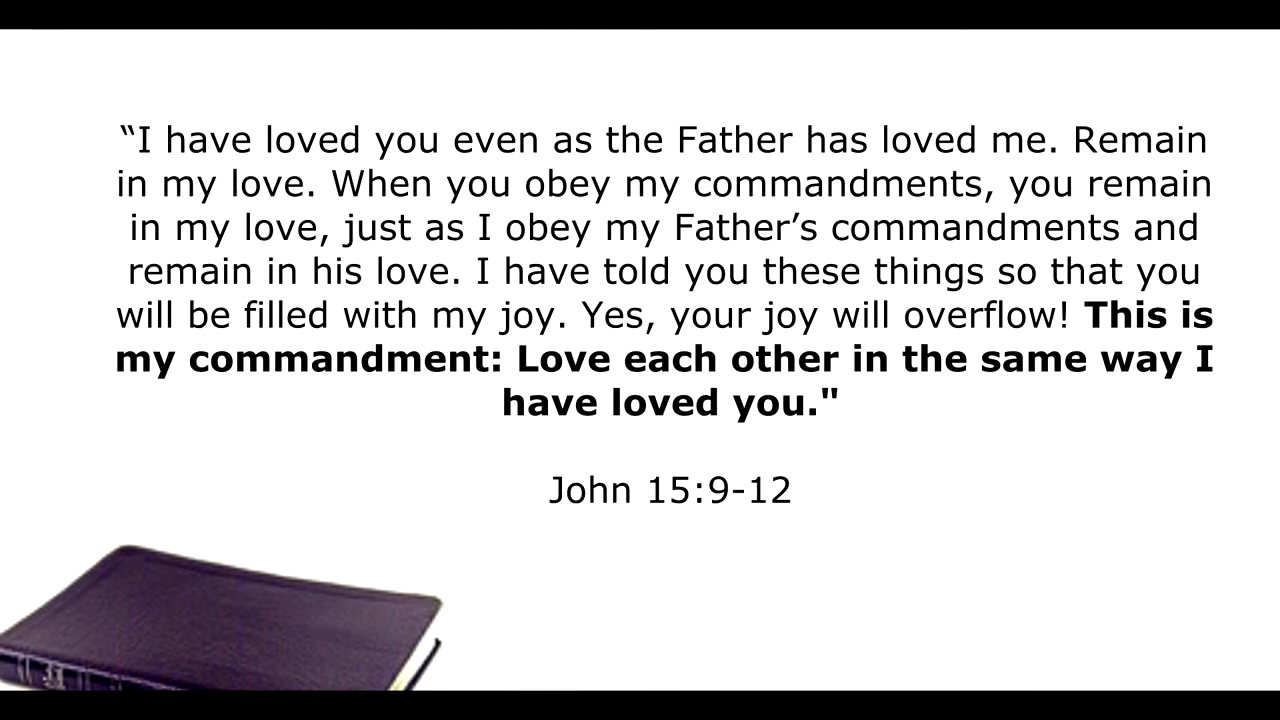 “I have loved you even as the Father has loved me. Remain
in my love. When you obey my commandments, you remain
in my love, just as I obey my Father’s commandments and
remain in his love. I have told you these things so that you
will be filled with my joy. Yes, your joy will overflow! This is
my commandment: Love each other in the same way I
have loved you."
John 15:9-12